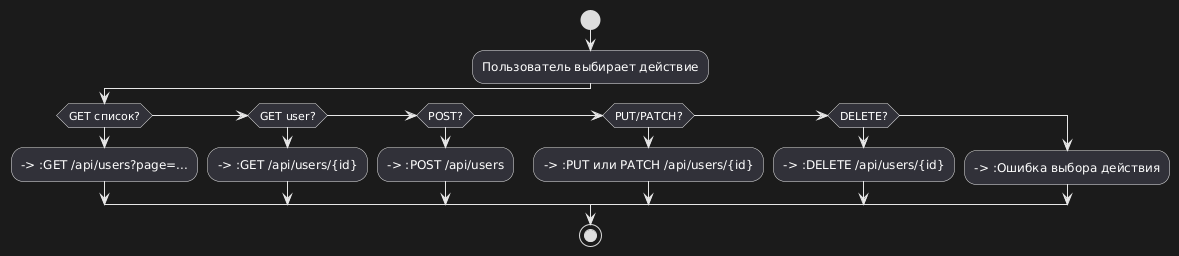 Пользователь выбирает действие
GET список?
GET user?
POST?
PUT/PATCH?
DELETE?
-> :GET /api/users?page=...
-> :GET /api/users/{id}
-> :POST /api/users
-> :PUT или PATCH /api/users/{id}
-> :DELETE /api/users/{id}
-> :Ошибка выбора действия